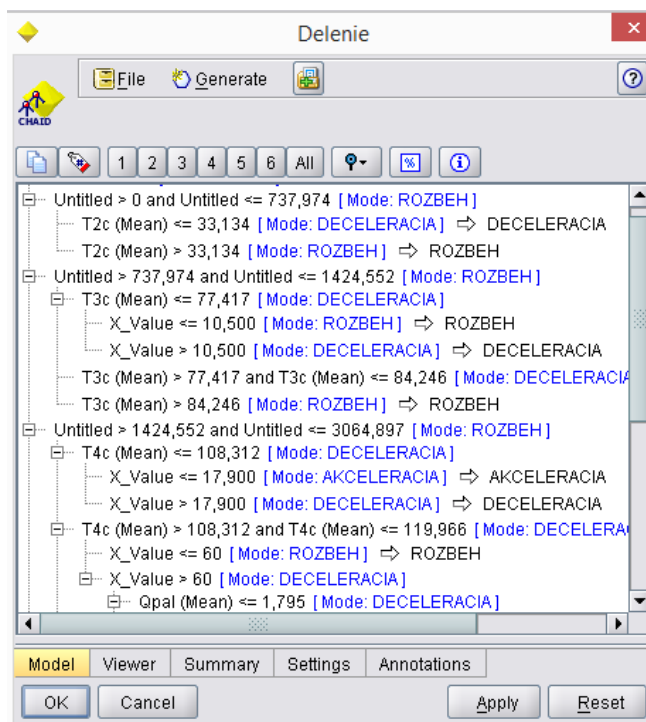 Delenie
File Generate
CHAID
1 2 3 4 5 6 All %
Untitled > 0 and Untitled <= 737,974 [Mode: ROZBEH]
T2c (Mean) <= 33,134 [Mode: DECELERACIA] ⇨ DECELERACIA
T2c (Mean) > 33,134 [Mode: ROZBEH] ⇨ ROZBEH
Untitled > 737,974 and Untitled <= 1424,552 [Mode: ROZBEH]
T3c (Mean) <= 77,417 [Mode: DECELERACIA]
X_Value <= 10,500 [Mode: ROZBEH] ⇨ ROZBEH
X_Value > 10,500 [Mode: DECELERACIA] ⇨ DECELERACIA
T3c (Mean) > 77,417 and T3c (Mean) <= 84,246 [Mode: DECELERACIA
T3c (Mean) > 84,246 [Mode: ROZBEH] ⇨ ROZBEH
Untitled > 1424,552 and Untitled <= 3064,897 [Mode: ROZBEH]
T4c (Mean) <= 108,312 [Mode: DECELERACIA]
X_Value <= 17,900 [Mode: AKCELERACIA] ⇨ AKCELERACIA
X_Value > 17,900 [Mode: DECELERACIA] ⇨ DECELERACIA
T4c (Mean) > 108,312 and T4c (Mean) <= 119,966 [Mode: DECELERA
X_Value <= 60 [Mode: ROZBEH] ⇨ ROZBEH
X_Value > 60 [Mode: DECELERACIA]
Qpal (Mean) <= 1,795 [Mode: DECELERACIA]
Model Viewer Summary Settings Annotations
OK Cancel Apply Reset